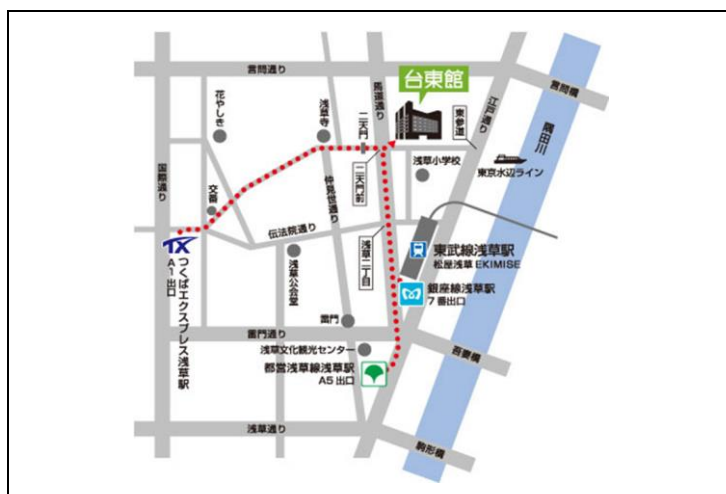 言問通り
台東館
馬道通り
江戸通り
言問橋
花やしき
浅草寺
二天門
東参道
隅田川
国際通り
二天門前
浅草小学校
東京水辺ライン
交番
仲見世通り
伝法院通り
浅草二丁目
TX
A1出口
つくばエクスプレス浅草駅
浅草公会堂
東武線浅草駅
松屋浅草 EKIMISE
銀座線浅草駅
7番出口
雷門
雷門通り
浅草文化観光センター
吾妻橋
都営浅草線浅草駅
A5出口
浅草通り
駒形橋